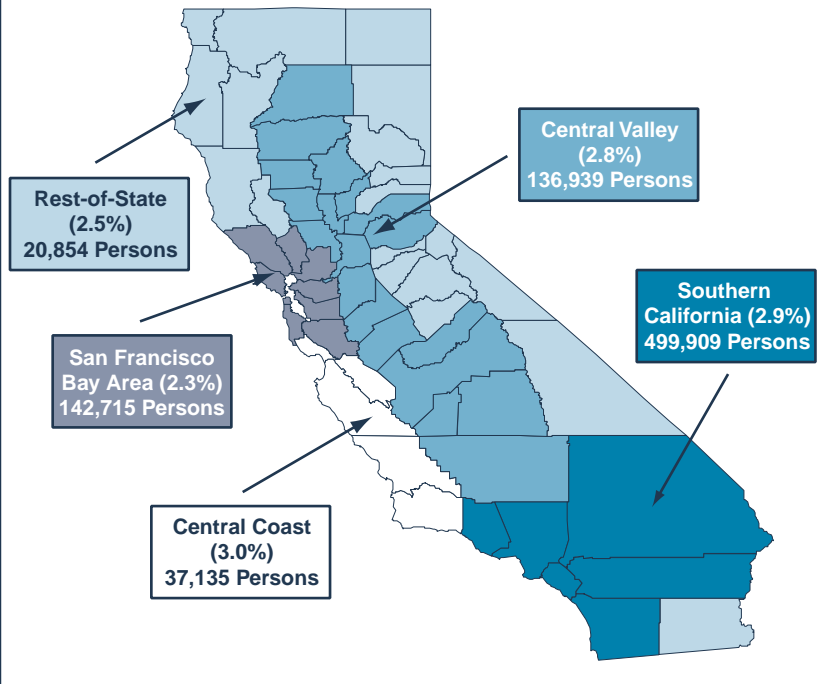 Central Valley
(2.8%)
136,939 Persons
Rest-of-State
(2.5%)
20,854 Persons
Southern
California (2.9%)
499,909 Persons
San Francisco
Bay Area (2.3%)
142,715 Persons
Central Coast
(3.0%)
37,135 Persons